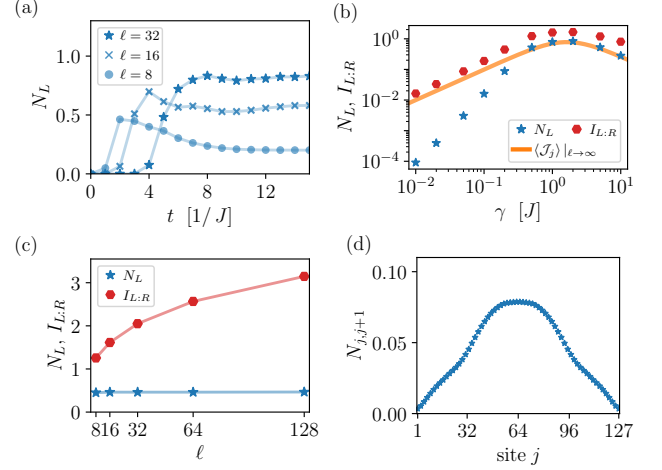 (a)
ℓ = 32
ℓ = 16
ℓ = 8
N_L
1.0
0.5
0.0
0 4 8 12
t [1/J]
(b)
N_L, I_{L:R}
10^0
10^{-2}
10^{-4}
N_L I_{L:R}
⟨𝒥_j⟩|_{ℓ→∞}
10^{-2} 10^{-1} 10^0 10^1
γ [J]
(c)
N_L
I_{L:R}
N_L, I_{L:R}
3
2
1
0
8 16 32 64 128
ℓ
(d)
N_{j,j+1}
0.10
0.05
0.00
1 32 64 96 127
site j